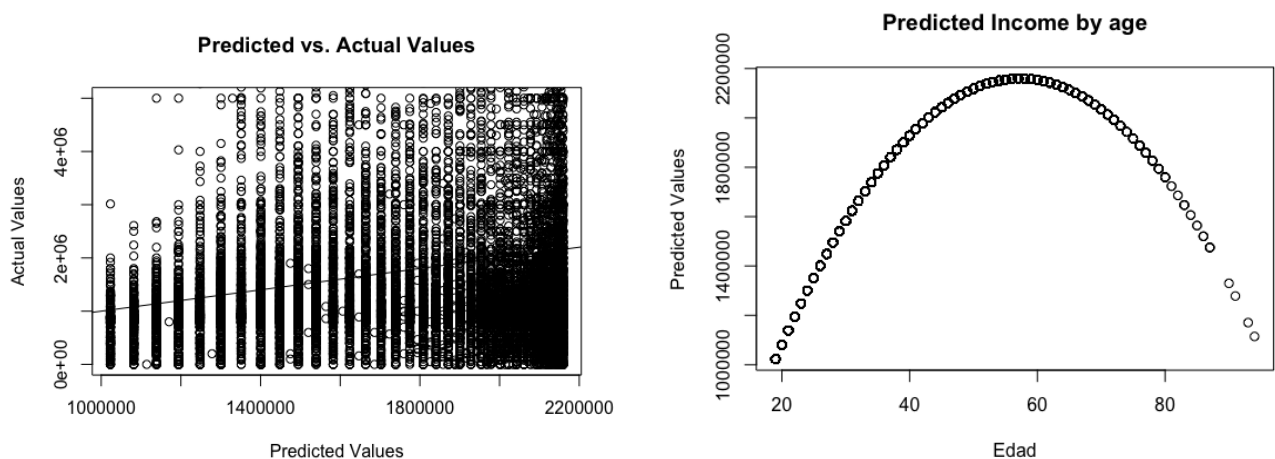 Predicted vs. Actual Values
Actual Values
4e+06
2e+06
0e+00
1000000 1400000 1800000 2200000
Predicted Values
Predicted Income by age
Predicted Values
2200000
1800000
1400000
1000000
20 40 60 80
Edad